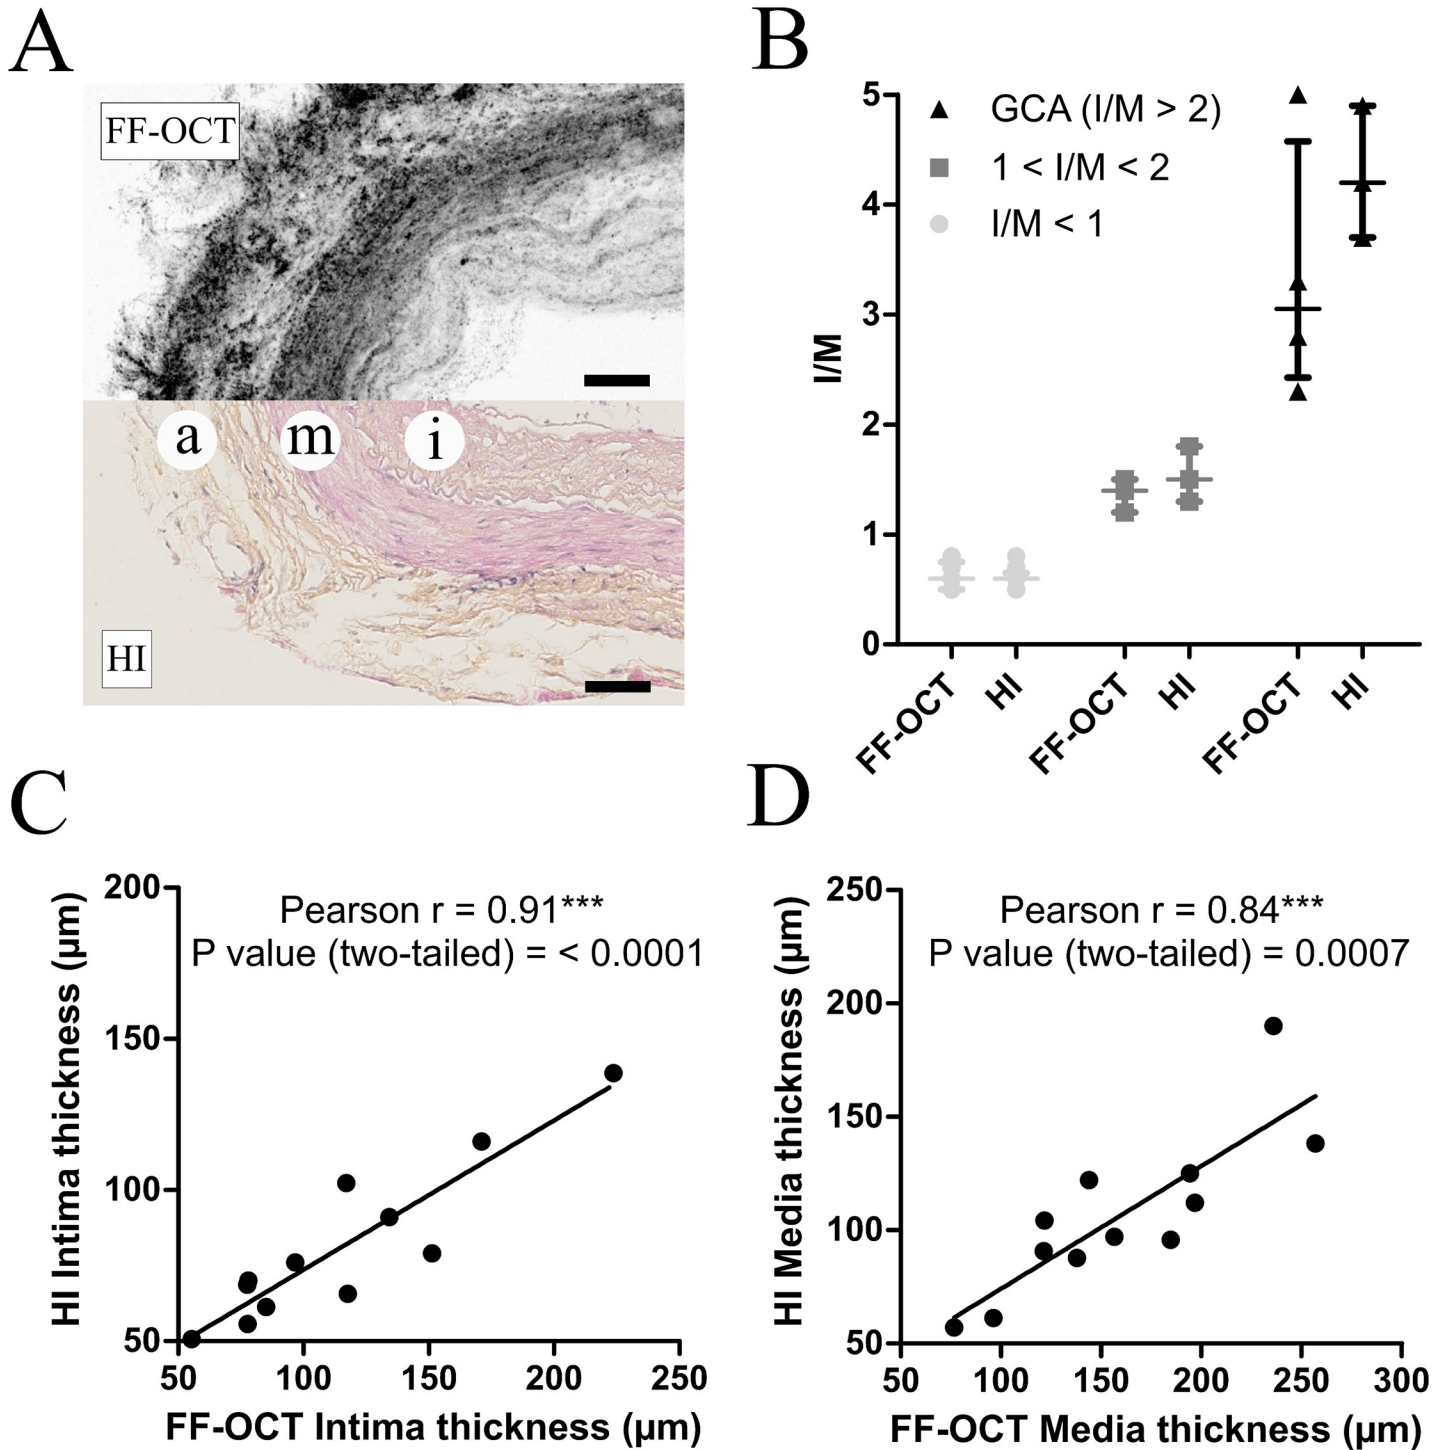 A
FF-OCT
a
m
i
HI
B
GCA (I/M > 2)
1 < I/M < 2
I/M < 1
I/M
5
4
3
2
1
0
FF-OCT
HI
FF-OCT
HI
FF-OCT
HI
C
Pearson r = 0.91***
P value (two-tailed) = < 0.0001
HI Intima thickness (µm)
200
150
100
50
50
100
150
200
250
FF-OCT Intima thickness (µm)
D
Pearson r = 0.84***
P value (two-tailed) = 0.0007
HI Media thickness (µm)
250
200
150
100
50
50
100
150
200
250
300
FF-OCT Media thickness (µm)